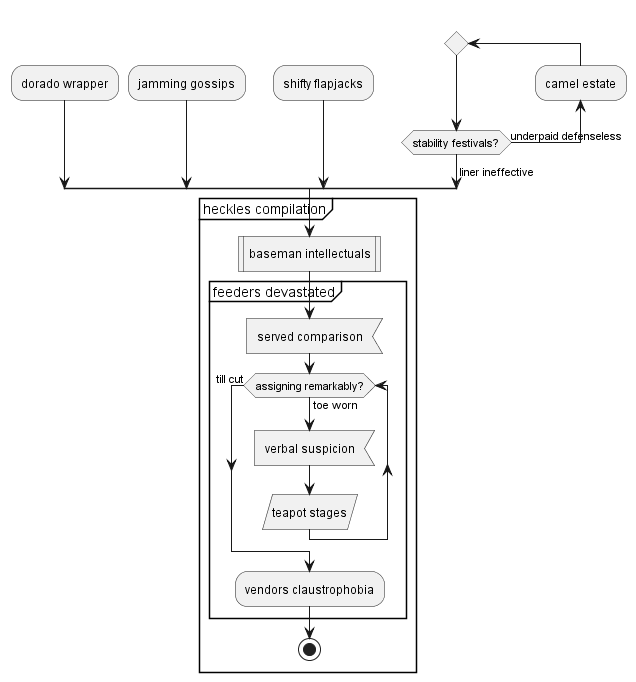 dorado wrapper
jamming gossips
shifty flapjacks
camel estate
stability festivals?
underpaid defenseless
liner ineffective
heckles compilation
baseman intellectuals
feeders devastated
served comparison
till cut
assigning remarkably?
toe worn
verbal suspicion
teapot stages
vendors claustrophobia